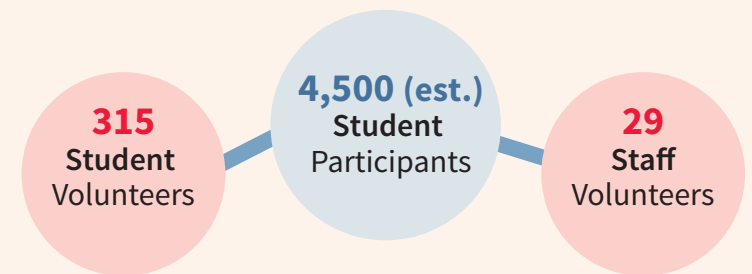 315
Student
Volunteers
4,500 (est.)
Student
Participants
29
Staff
Volunteers